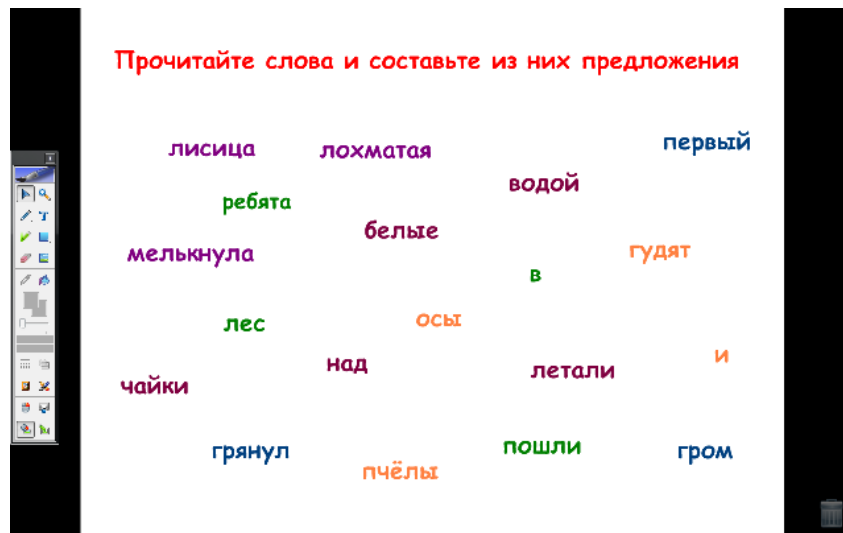 Прочитайте слова и составьте из них предложения
лисица лохматая первый
водой
ребята
белые
мелькнула гудят
в
лес осы
над летали и
чайки
грянул пошли гром
пчёлы